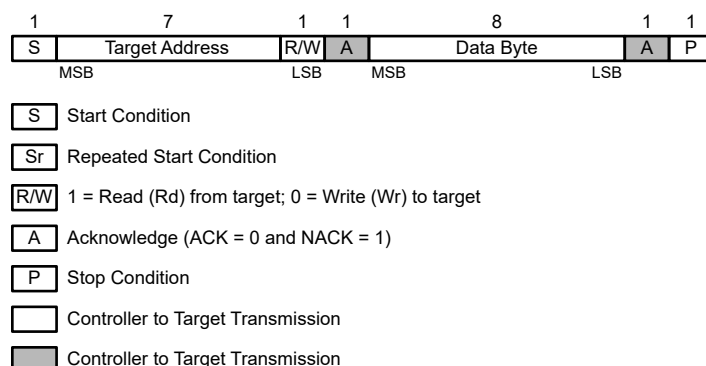 1 7 1 1 8 1 1
S Target Address R/W A Data Byte A P
MSB LSB MSB LSB
S Start Condition
Sr Repeated Start Condition
R/W 1 = Read (Rd) from target; 0 = Write (Wr) to target
A Acknowledge (ACK = 0 and NACK = 1)
P Stop Condition
Controller to Target Transmission
Controller to Target Transmission